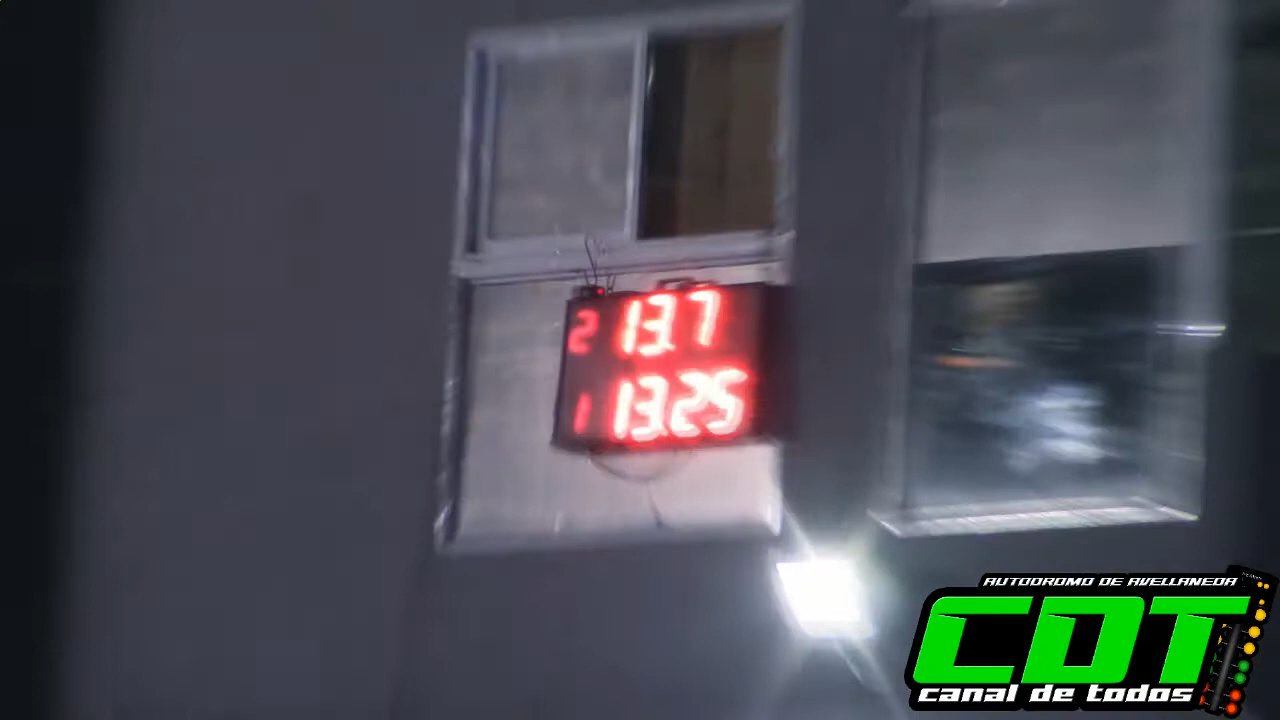 2 13.7
1 13.25
AUTODROMO DE AVELLANEDA
CDT
canal de todos